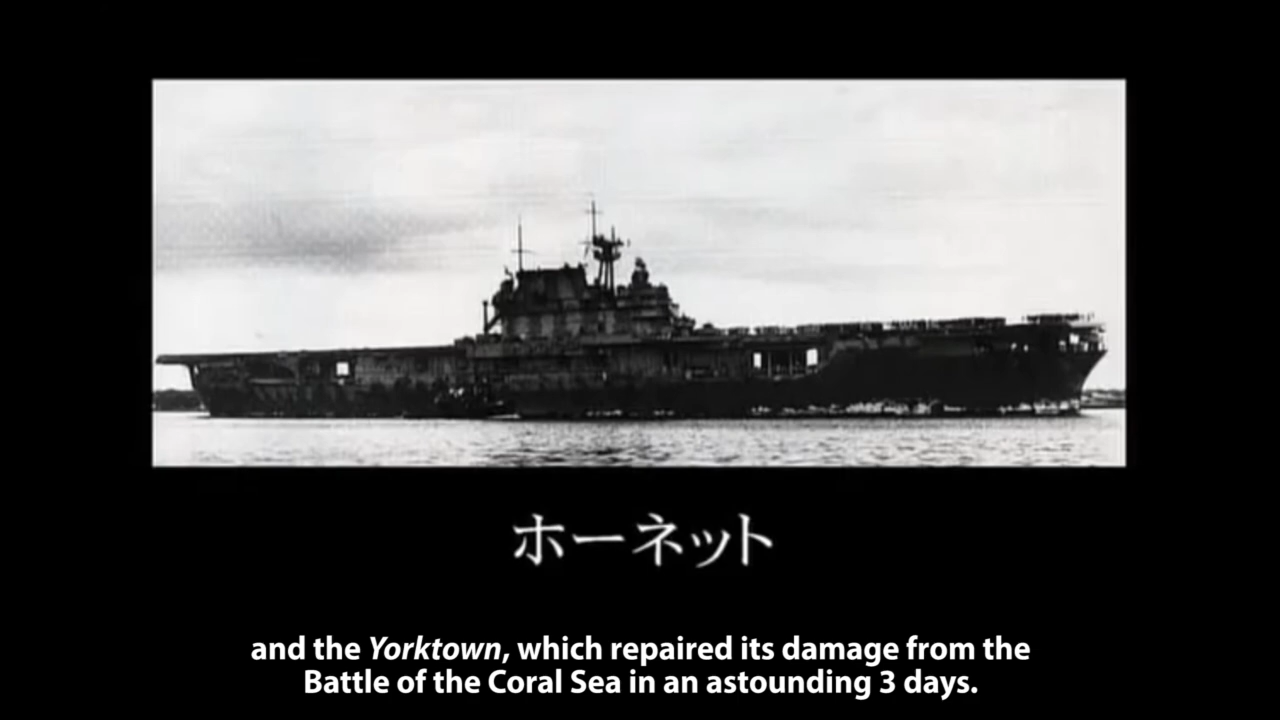 ホーネット
and the Yorktown, which repaired its damage from the
Battle of the Coral Sea in an astounding 3 days.